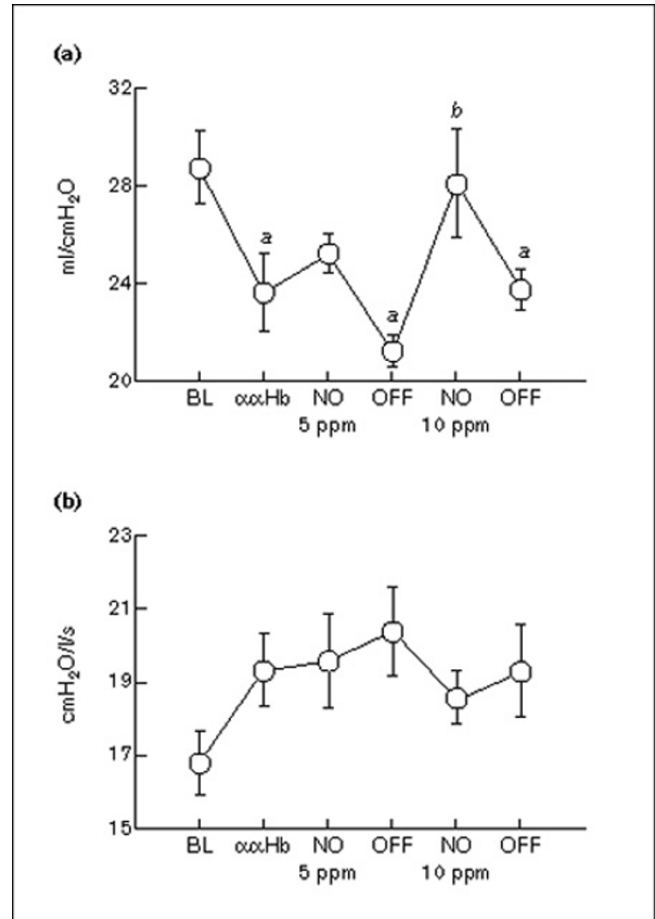 (a)
32
28
24
20
ml/cmH₂O
a
a
b
a
BL ααHb NO OFF NO OFF
5 ppm 10 ppm
(b)
23
21
19
17
15
cmH₂O/l/s
BL ααHb NO OFF NO OFF
5 ppm 10 ppm